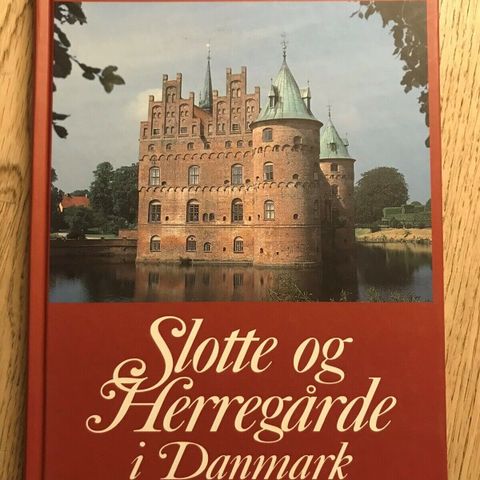 Slotte og
Herregårde
i Danmark